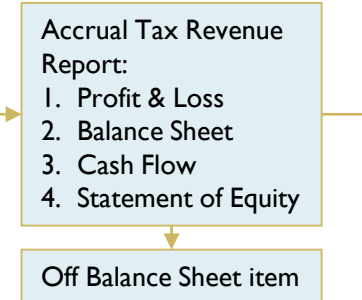 Accrual Tax Revenue
Report:
1. Profit & Loss
2. Balance Sheet
3. Cash Flow
4. Statement of Equity
Off Balance Sheet item